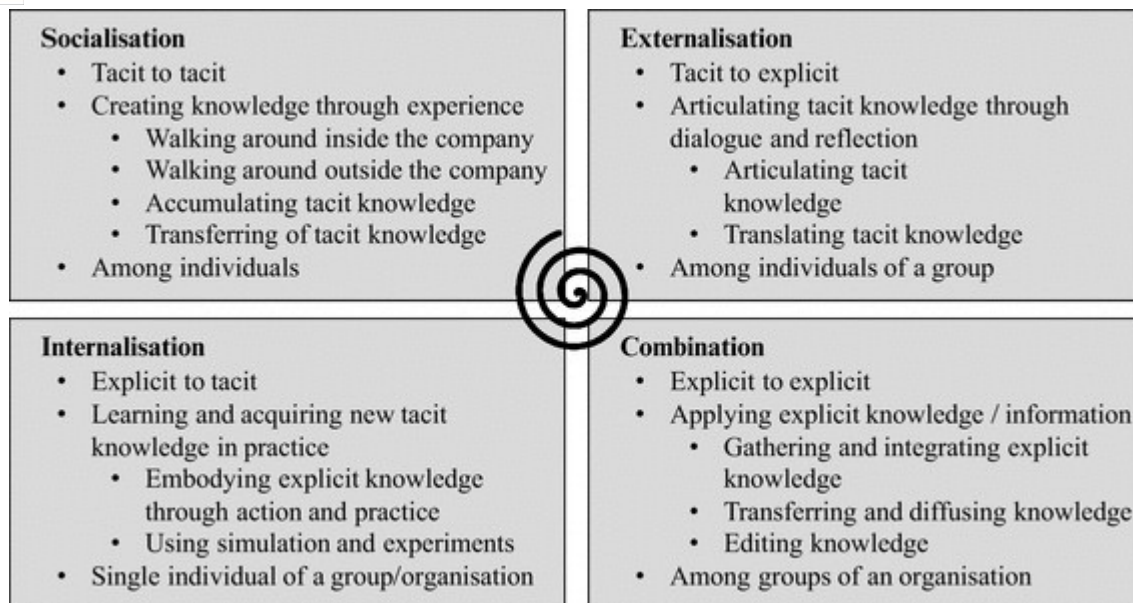 Socialisation
• Tacit to tacit
• Creating knowledge through experience
• Walking around inside the company
• Walking around outside the company
• Accumulating tacit knowledge
• Transferring of tacit knowledge
• Among individuals
Externalisation
• Tacit to explicit
• Articulating tacit knowledge through
dialogue and reflection
• Articulating tacit
knowledge
• Translating tacit knowledge
• Among individuals of a group
Internalisation
• Explicit to tacit
• Learning and acquiring new tacit
knowledge in practice
• Embodying explicit knowledge
through action and practice
• Using simulation and experiments
• Single individual of a group/organisation
Combination
• Explicit to explicit
• Applying explicit knowledge / information
• Gathering and integrating explicit
knowledge
• Transferring and diffusing knowledge
• Editing knowledge
• Among groups of an organisation